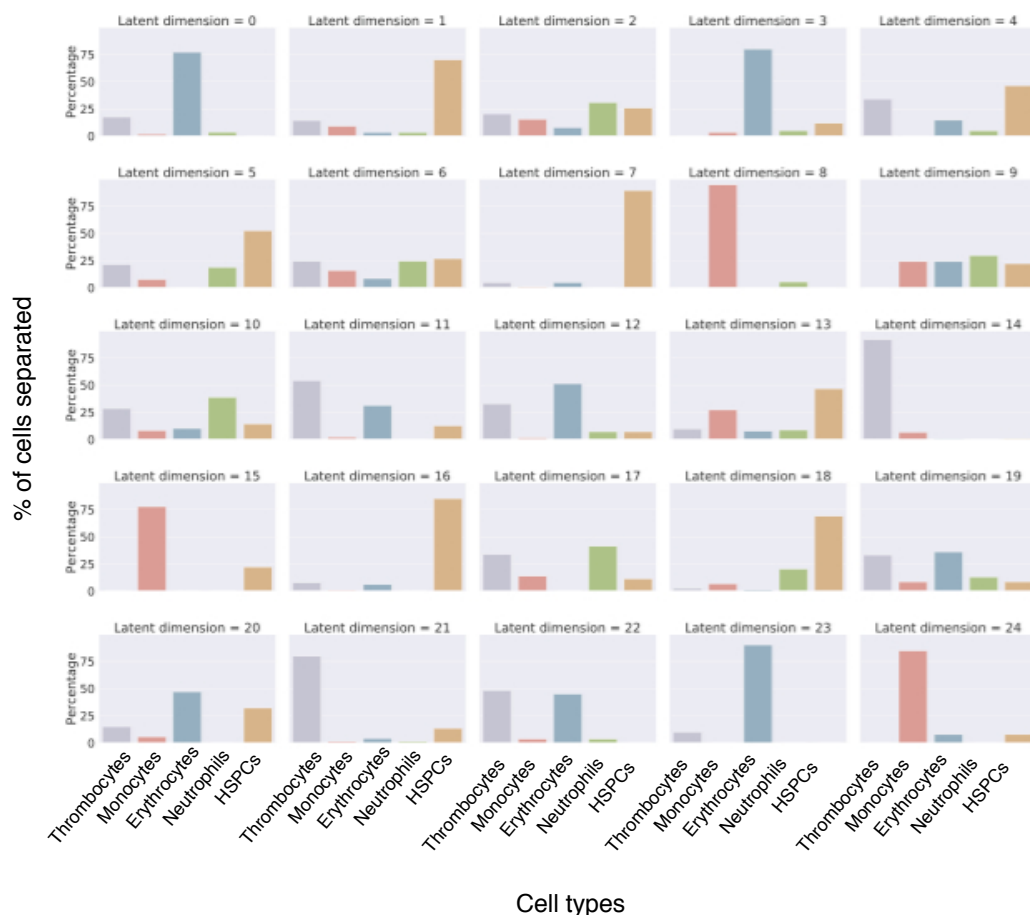 Latent dimension = 0 Latent dimension = 1 Latent dimension = 2 Latent dimension = 3 Latent dimension = 4
Percentage
75
50
25
0
Latent dimension = 5 Latent dimension = 6 Latent dimension = 7 Latent dimension = 8 Latent dimension = 9
Percentage
75
50
25
0
Latent dimension = 10 Latent dimension = 11 Latent dimension = 12 Latent dimension = 13 Latent dimension = 14
Percentage
75
50
25
0
Latent dimension = 15 Latent dimension = 16 Latent dimension = 17 Latent dimension = 18 Latent dimension = 19
Percentage
75
50
25
0
Latent dimension = 20 Latent dimension = 21 Latent dimension = 22 Latent dimension = 23 Latent dimension = 24
Percentage
75
50
25
0
% of cells separated
Thrombocytes
Monocytes
Erythrocytes
Neutrophils
HSPCs
Thrombocytes
Monocytes
Erythrocytes
Neutrophils
HSPCs
Thrombocytes
Monocytes
Erythrocytes
Neutrophils
HSPCs
Thrombocytes
Monocytes
Erythrocytes
Neutrophils
HSPCs
Thrombocytes
Monocytes
Erythrocytes
Neutrophils
HSPCs
Cell types